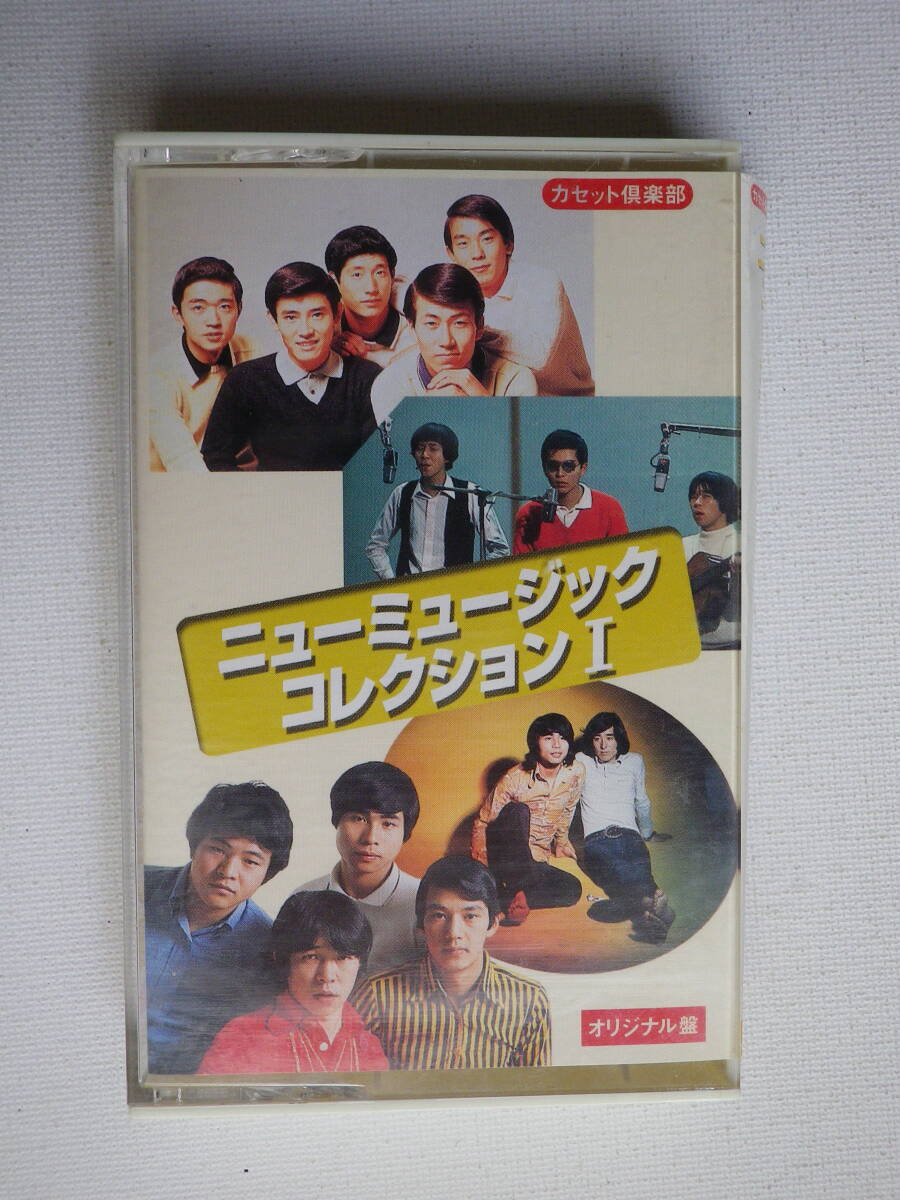 カセット倶楽部
ニューミュージック
コレクションI
オリジナル盤